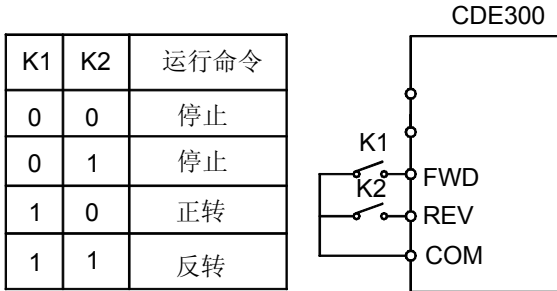 K1 K2 运行命令
0 0 停止
0 1 停止
1 0 正转
1 1 反转
CDE300
K1
FWD
K2
REV
COM